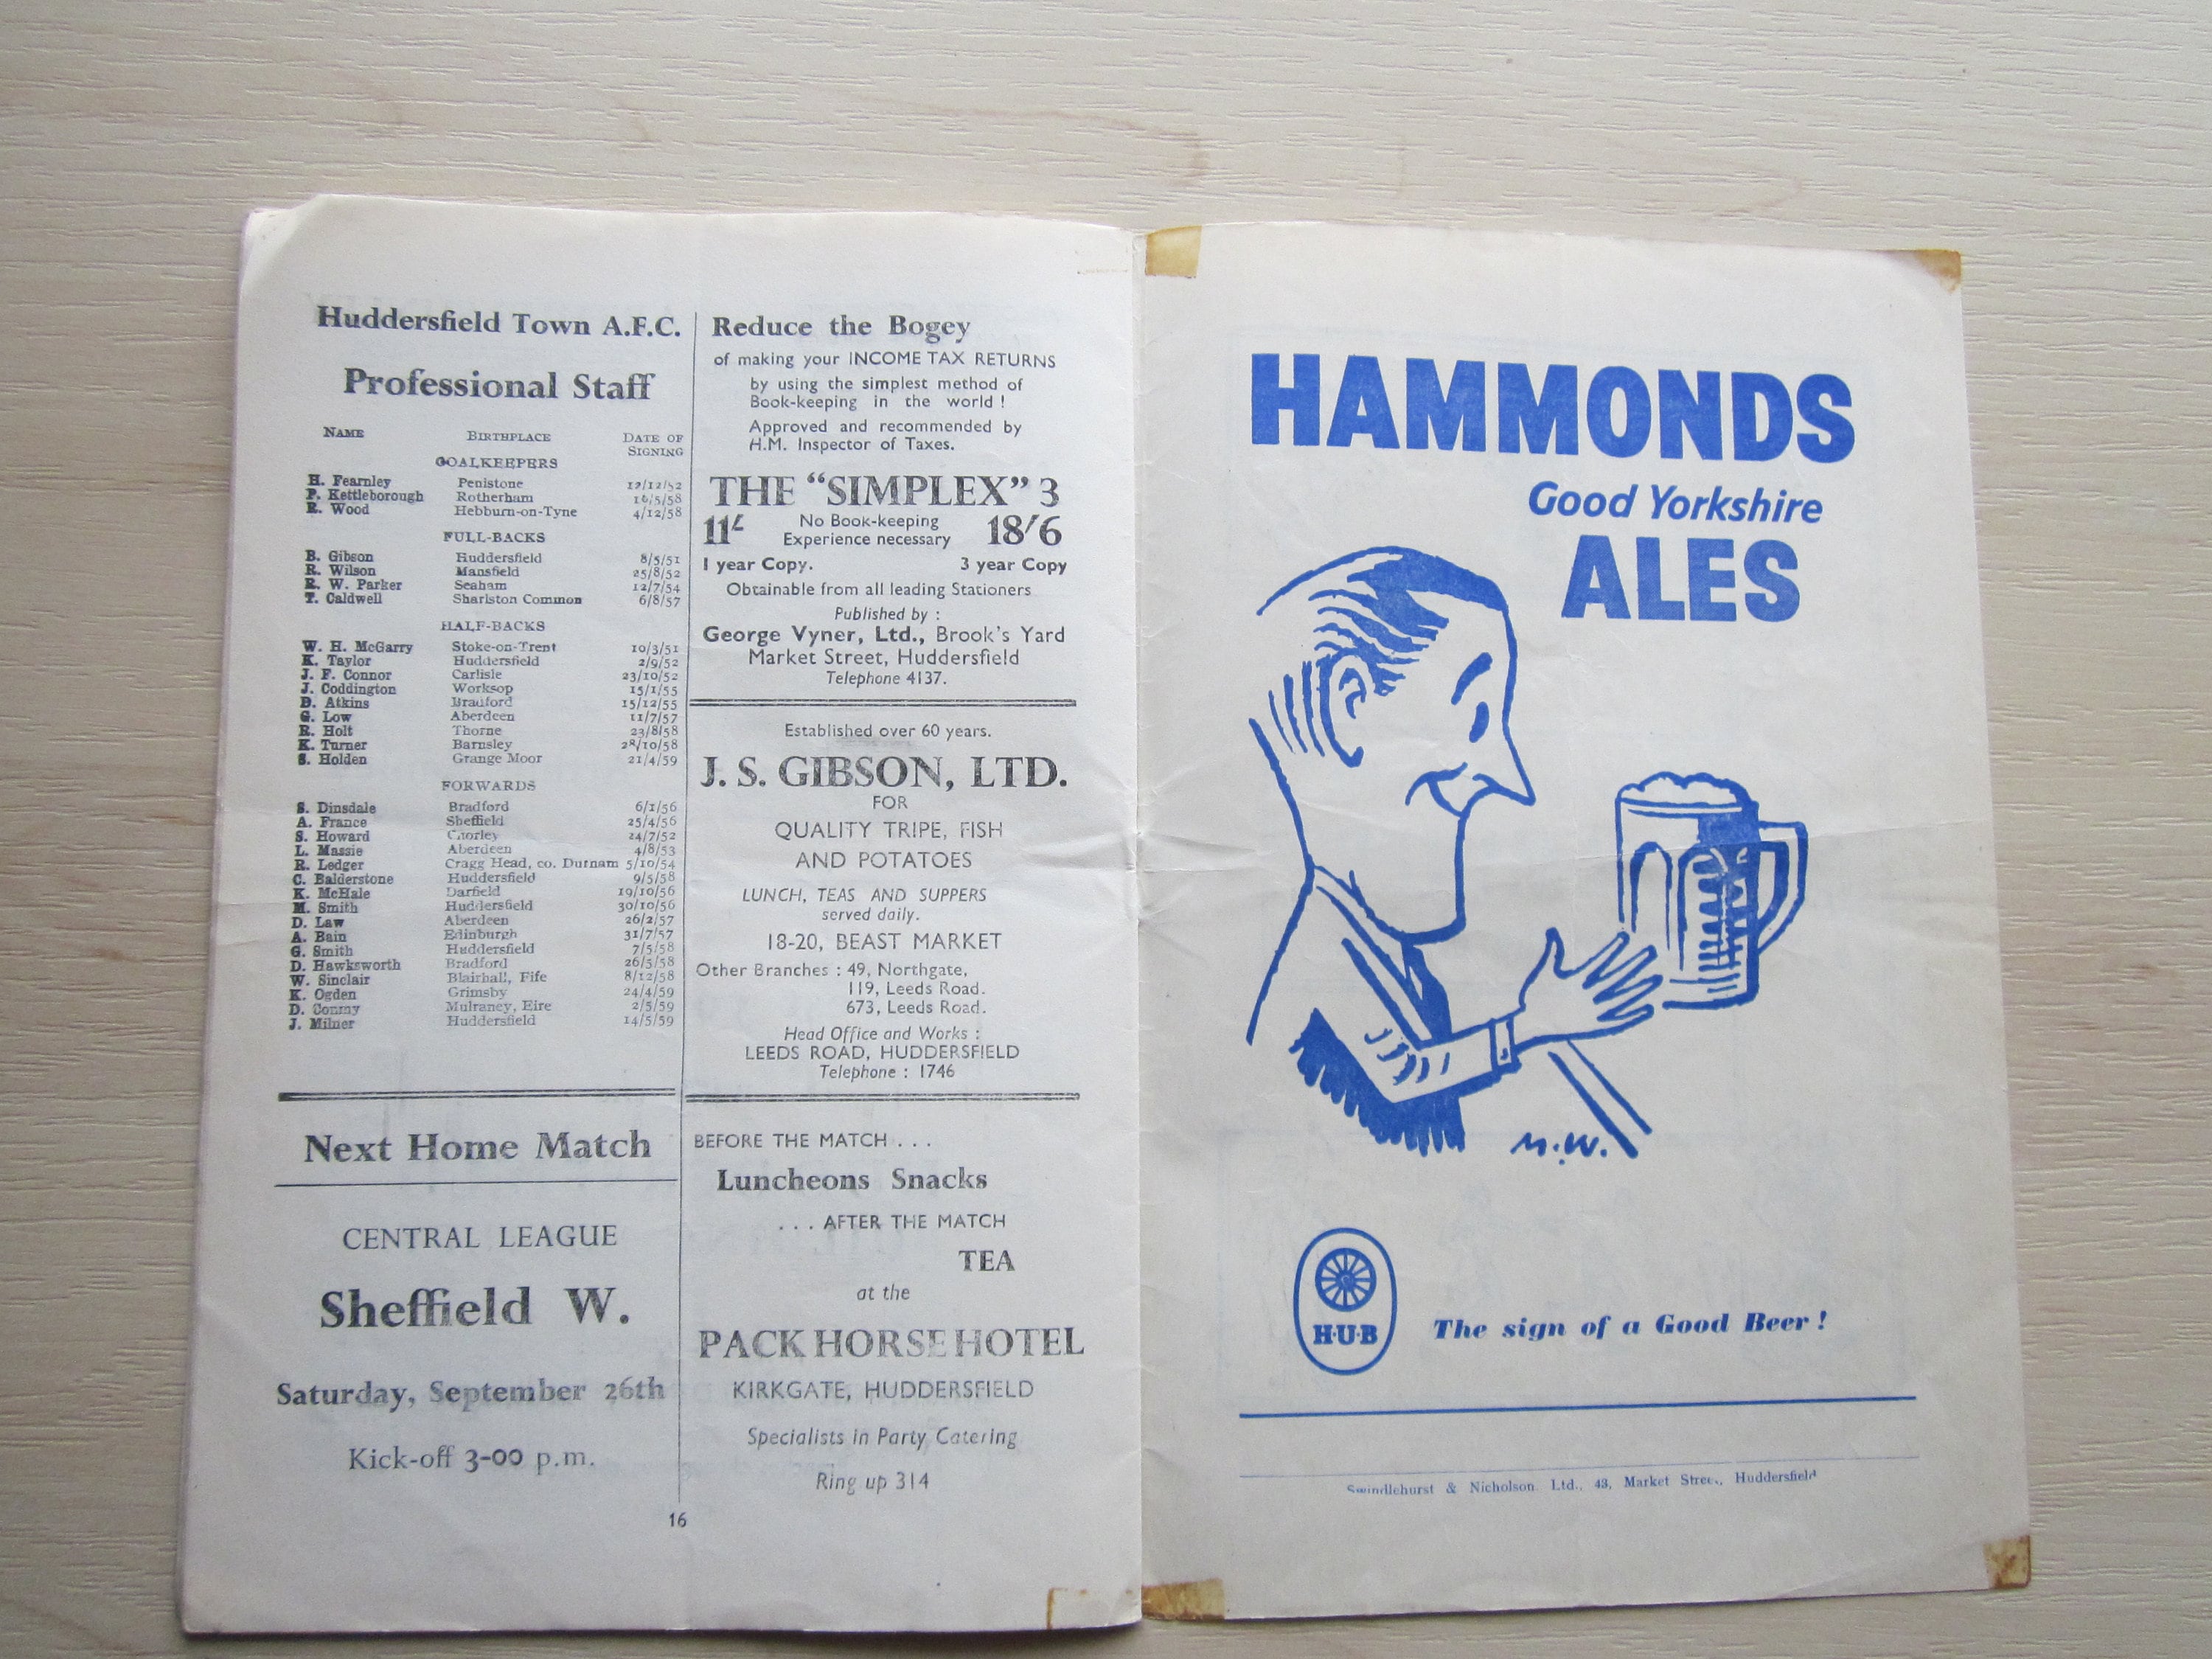 Huddersfield Town A.F.C.
Professional Staff
NAME BIRTHPLACE DATE OF SIGNING
GOALKEEPERS
H. Fearnley Penistone 12/12/52
P. Kettleborough Rotherham 16/5/58
R. Wood Hebburn-on-Tyne 4/12/58
FULL-BACKS
B. Gibson Huddersfield 8/5/51
R. Wilson Mansfield 25/8/52
R. W. Parker Seaham 12/7/54
T. Caldwell Sharlston Common 6/8/57
HALF-BACKS
W. H. McGarry Stoke-on-Trent 10/3/51
K. Taylor Huddersfield 2/9/52
J. F. Connor Carlisle 23/10/52
J. Coddington Worksop 15/1/55
D. Atkins Bradford 15/12/55
G. Low Aberdeen 11/7/57
R. Holt Thorne 23/8/58
K. Turner Barnsley 28/10/58
S. Holden Grange Moor 21/4/59
FORWARDS
S. Dinsdale Bradford 6/1/56
A. France Sheffield 25/4/56
S. Howard Chorley 24/7/52
L. Massie Aberdeen 4/8/53
R. Ledger Cragg Head, co. Durnam 5/10/54
C. Balderstone Huddersfield 9/5/58
K. McHale Darfield 19/10/56
M. Smith Huddersfield 30/10/56
D. Law Aberdeen 26/2/57
A. Bain Edinburgh 31/7/57
G. Smith Huddersfield 7/5/58
D. Hawksworth Bradford 26/5/58
W. Sinclair Blairhall, Fife 8/12/58
K. Ogden Grimsby 24/4/59
D. Conmy Mulraney, Eire 2/5/59
J. Milner Huddersfield 14/5/59
Next Home Match
CENTRAL LEAGUE
Sheffield W.
Saturday, September 26th
Kick-off 3-00 p.m.
Reduce the Bogey
of making your INCOME TAX RETURNS
by using the simplest method of
Book-keeping in the world !
Approved and recommended by
H.M. Inspector of Taxes.
THE "SIMPLEX" 3
11/- No Book-keeping Experience necessary 18/6
1 year Copy. 3 year Copy
Obtainable from all leading Stationers
Published by :
George Vyner, Ltd., Brook's Yard
Market Street, Huddersfield
Telephone 4137.
Established over 60 years.
J. S. GIBSON, LTD.
FOR
QUALITY TRIPE, FISH
AND POTATOES
LUNCH, TEAS AND SUPPERS
served daily.
18-20, BEAST MARKET
Other Branches : 49, Northgate,
119, Leeds Road.
673, Leeds Road.
Head Office and Works :
LEEDS ROAD, HUDDERSFIELD
Telephone : 1746
BEFORE THE MATCH . . .
Luncheons Snacks
. . . AFTER THE MATCH
TEA
at the
PACK HORSE HOTEL
KIRKGATE, HUDDERSFIELD
Specialists in Party Catering
Ring up 314
16
HAMMONDS
Good Yorkshire
ALES
M.W.
H·U·B
The sign of a Good Beer !
Swindlehurst & Nicholson, Ltd., 43, Market Street, Huddersfield